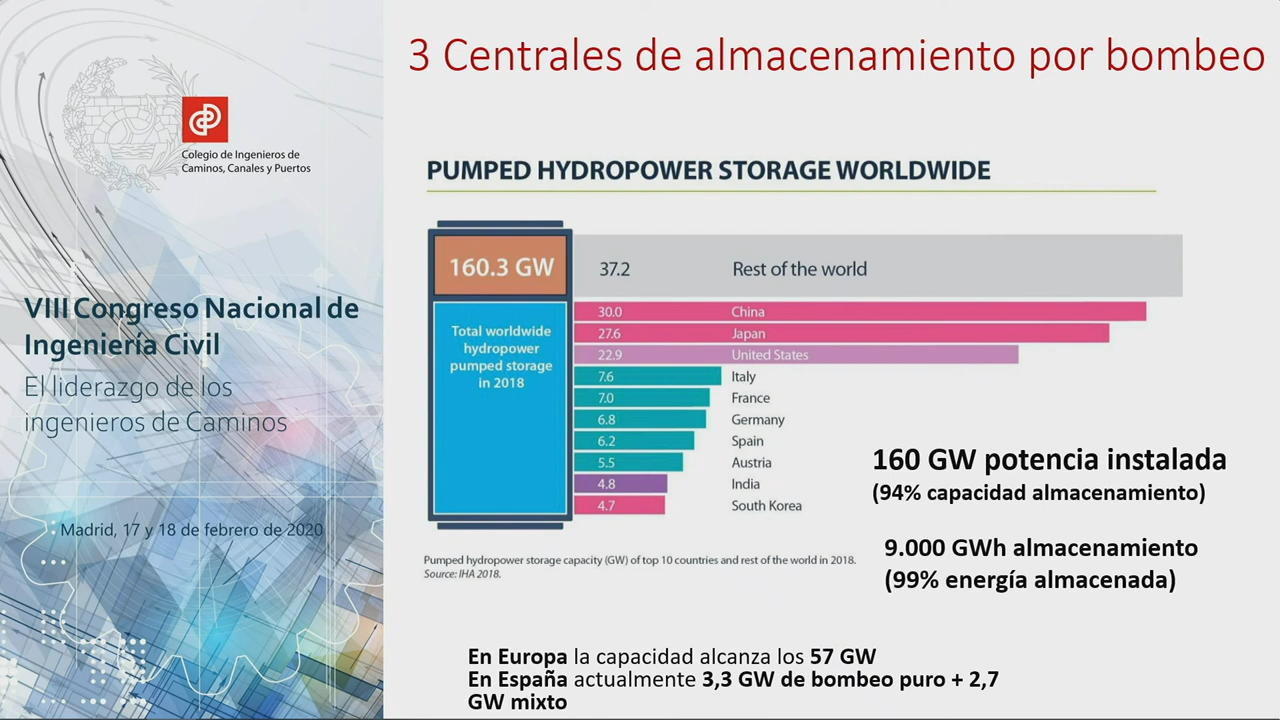 3 Centrales de almacenamiento por bombeo
Colegio de Ingenieros de
Caminos, Canales y Puertos
VIII Congreso Nacional de
Ingeniería Civil
El liderazgo de los
ingenieros de Caminos
Madrid, 17 y 18 de febrero de 2020
PUMPED HYDROPOWER STORAGE WORLDWIDE
160.3 GW
Total worldwide
hydropower
pumped storage
in 2018
37.2 Rest of the world
30.0 China
27.6 Japan
22.9 United States
7.6 Italy
7.0 France
6.8 Germany
6.2 Spain
5.5 Austria
4.8 India
4.7 South Korea
Pumped hydropower storage capacity (GW) of top 10 countries and rest of the world in 2018.
Source: IHA 2018.
160 GW potencia instalada
(94% capacidad almacenamiento)
9.000 GWh almacenamiento
(99% energía almacenada)
En Europa la capacidad alcanza los 57 GW
En España actualmente 3,3 GW de bombeo puro + 2,7
GW mixto